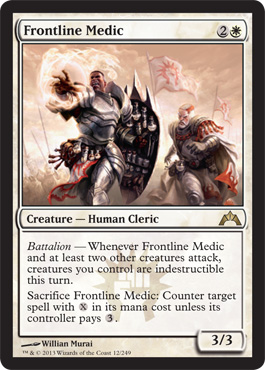 Frontline Medic 2
Creature — Human Cleric
Battalion — Whenever Frontline Medic
and at least two other creatures attack,
creatures you control are indestructible
this turn.
Sacrifice Frontline Medic: Counter target
spell with X in its mana cost unless its
controller pays 3.
Willian Murai
™ & © 2013 Wizards of the Coast 12/249
3/3